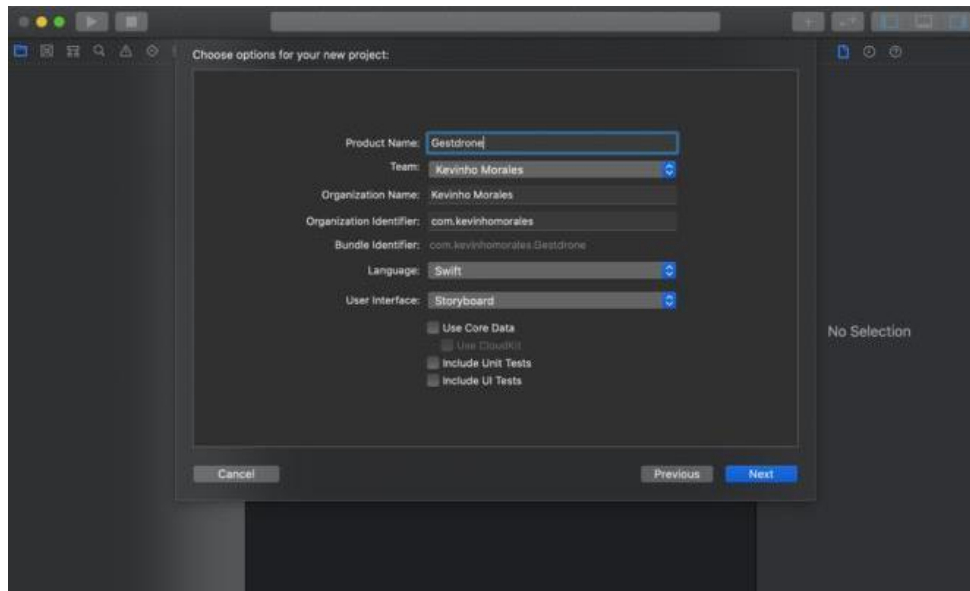 Choose options for your new project:
Product Name: Gestdrone
Team: Kevinho Morales
Organization Name: Kevinho Morales
Organization Identifier: com.kevinhomorales
Bundle Identifier: com.kevinhomorales.Gestdrone
Language: Swift
User Interface: Storyboard
Use Core Data
Use CloudKit
Include Unit Tests
Include UI Tests
No Selection
Cancel
Previous
Next